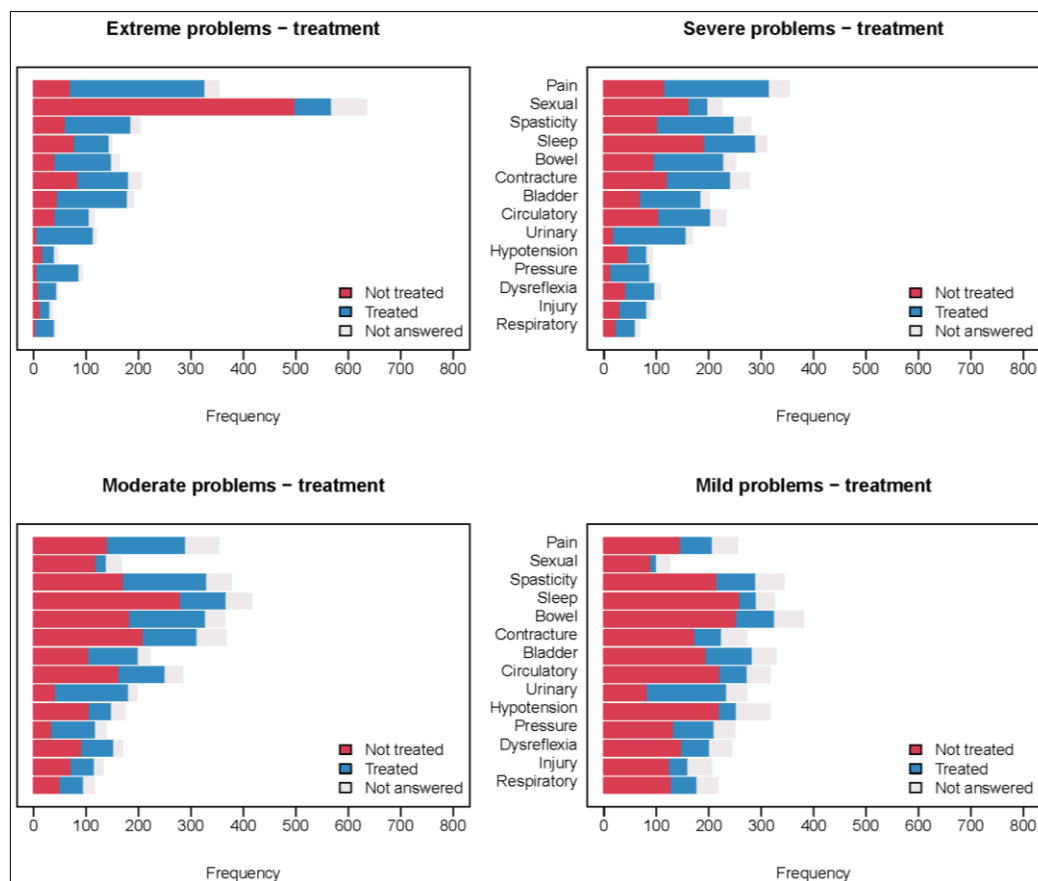 Extreme problems – treatment
Severe problems – treatment
Pain
Sexual
Spasticity
Sleep
Bowel
Contracture
Bladder
Circulatory
Urinary
Hypotension
Pressure
Dysreflexia
Injury
Respiratory
Not treated
Treated
Not answered
Not treated
Treated
Not answered
0 100 200 300 400 500 600 700 800
0 100 200 300 400 500 600 700 800
Frequency
Frequency
Moderate problems – treatment
Mild problems – treatment
Pain
Sexual
Spasticity
Sleep
Bowel
Contracture
Bladder
Circulatory
Urinary
Hypotension
Pressure
Dysreflexia
Injury
Respiratory
Not treated
Treated
Not answered
Not treated
Treated
Not answered
0 100 200 300 400 500 600 700 800
0 100 200 300 400 500 600 700 800
Frequency
Frequency